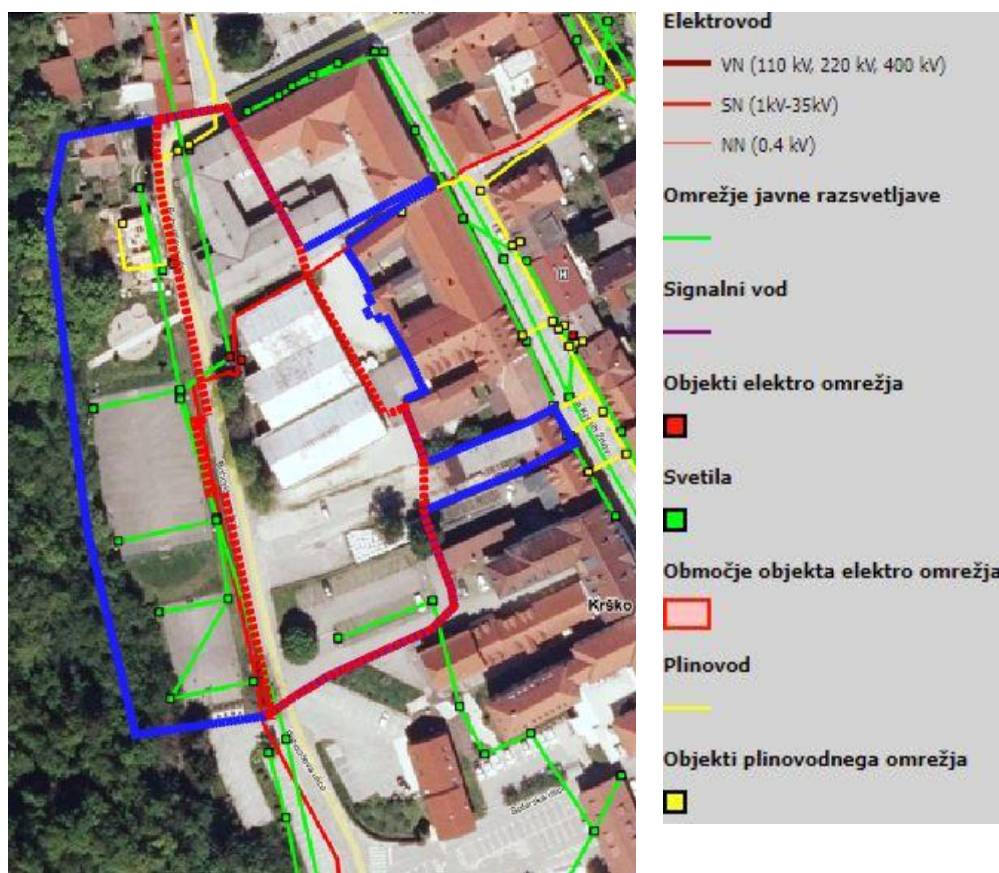 Elektrovod
VN (110 kV, 220 kV, 400 kV)
SN (1kV-35kV)
NN (0.4 kV)
Omrežje javne razsvetljave
Signalni vod
Objekti elektro omrežja
Svetila
Območje objekta elektro omrežja
Plinovod
Objekti plinovodnega omrežja
H
Krško